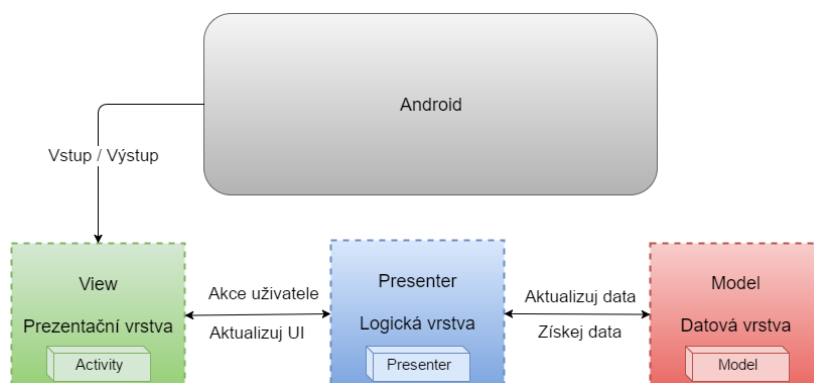 Android
Vstup / Výstup
View
Prezentační vrstva
Activity
Akce uživatele
Aktualizuj UI
Presenter
Logická vrstva
Presenter
Aktualizuj data
Získej data
Model
Datová vrstva
Model